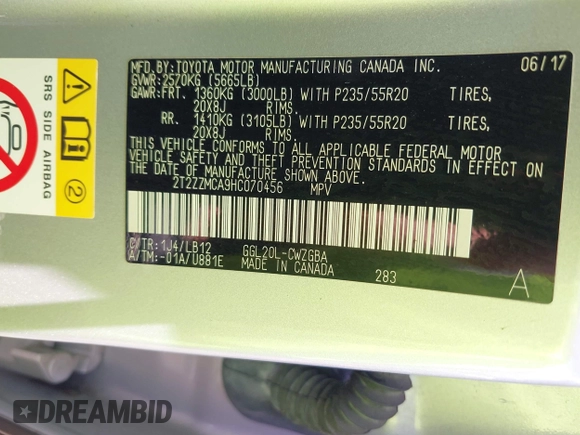 MFD. BY:TOYOTA MOTOR MANUFACTURING CANADA INC. 06/17
GVWR:2570KG (5665LB)
GAWR:FRT. 1360KG (3000LB) WITH P235/55R20 TIRES,
20X8J RIMS.
RR. 1410KG (3105LB) WITH P235/55R20 TIRES,
20X8J RIMS.
THIS VEHICLE CONFORMS TO ALL APPLICABLE FEDERAL MOTOR
VEHICLE SAFETY AND THEFT PREVENTION STANDARDS IN EFFECT ON
THE DATE OF MANUFACTURE SHOWN ABOVE.
2T2ZZMCA9HC070456 MPV
C/TR:1J4/LB12 GGL20L-CWZGBA
A/TM:-01A/U881E MADE IN CANADA 283 A
SRS SIDE AIRBAG
2
DREAMBID